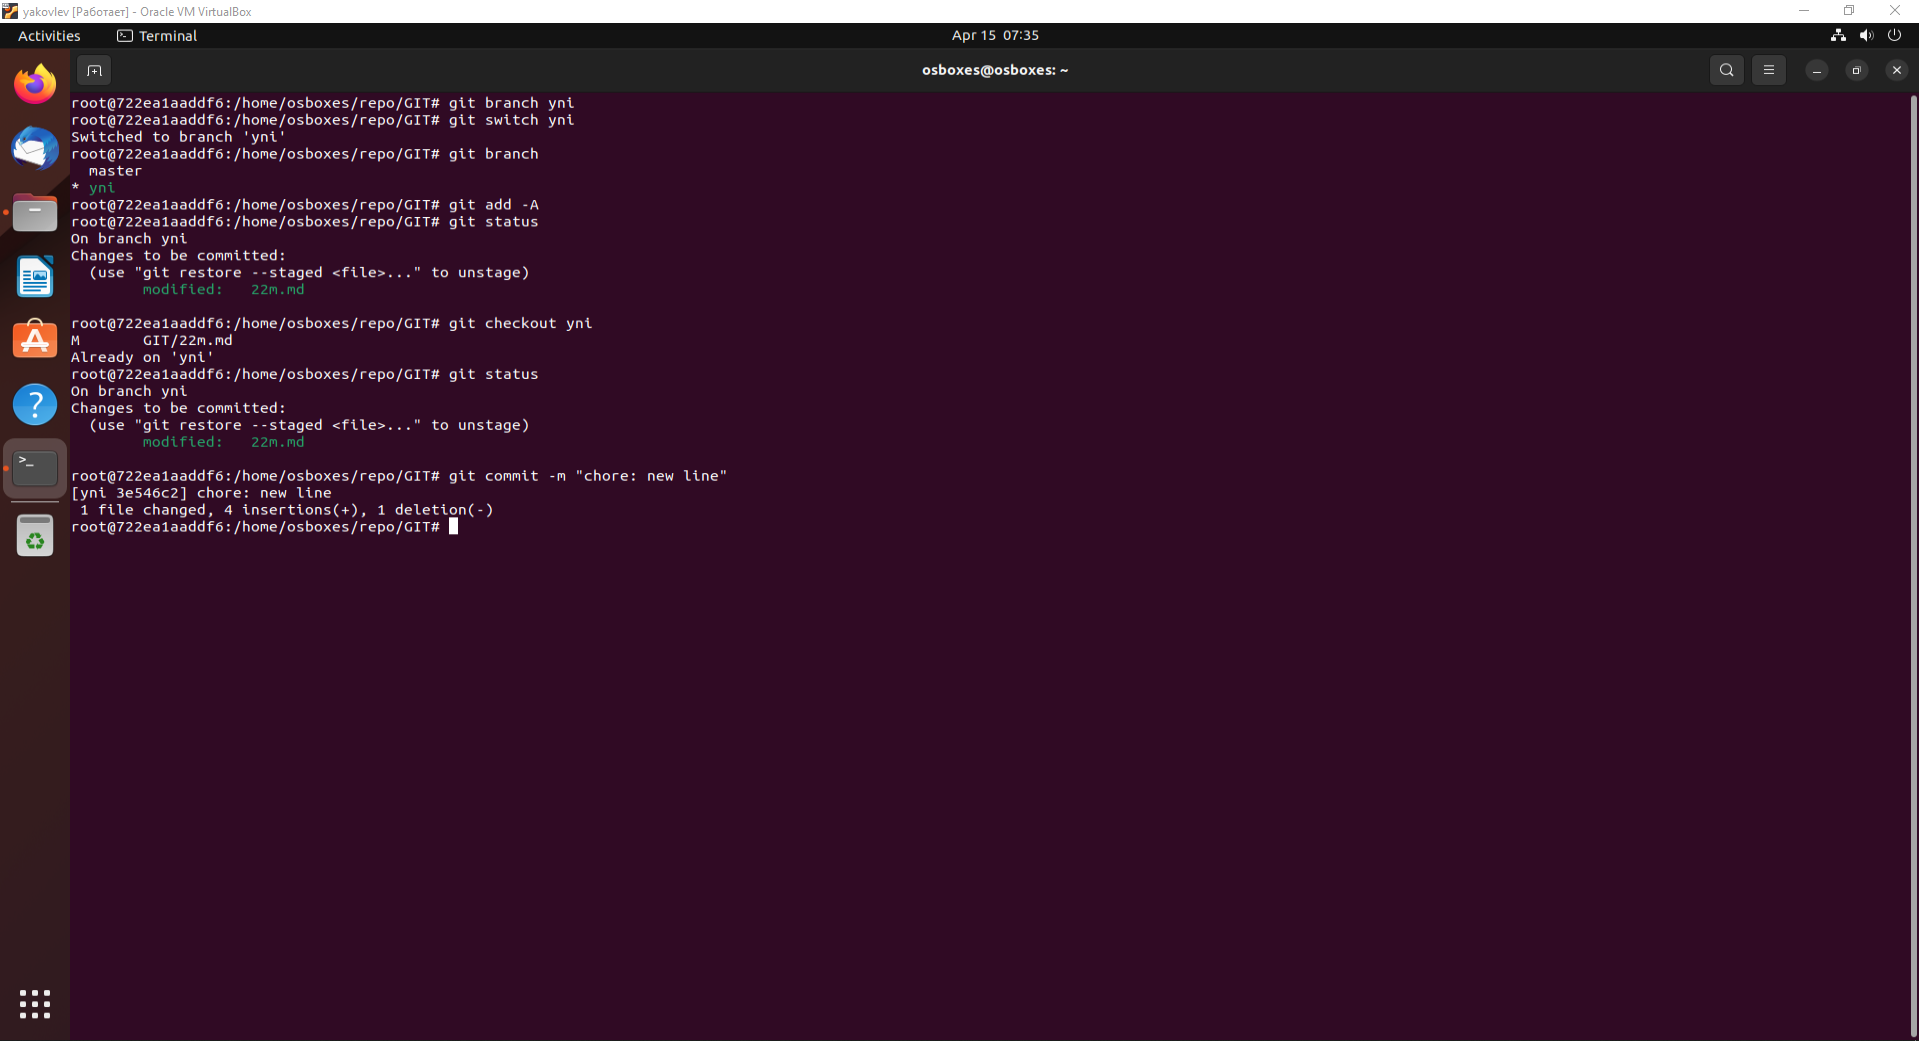 yakovlev [Работает] - Oracle VM VirtualBox
Activities Terminal Apr 15 07:35
osboxes@osboxes: ~
root@722ea1aaddf6:/home/osboxes/repo/GIT# git branch yni
root@722ea1aaddf6:/home/osboxes/repo/GIT# git switch yni
Switched to branch 'yni'
root@722ea1aaddf6:/home/osboxes/repo/GIT# git branch
  master
* yni
root@722ea1aaddf6:/home/osboxes/repo/GIT# git add -A
root@722ea1aaddf6:/home/osboxes/repo/GIT# git status
On branch yni
Changes to be committed:
  (use "git restore --staged <file>..." to unstage)
        modified:   22m.md
root@722ea1aaddf6:/home/osboxes/repo/GIT# git checkout yni
M       GIT/22m.md
Already on 'yni'
root@722ea1aaddf6:/home/osboxes/repo/GIT# git status
On branch yni
Changes to be committed:
  (use "git restore --staged <file>..." to unstage)
        modified:   22m.md
root@722ea1aaddf6:/home/osboxes/repo/GIT# git commit -m "chore: new line"
[yni 3e546c2] chore: new line
 1 file changed, 4 insertions(+), 1 deletion(-)
root@722ea1aaddf6:/home/osboxes/repo/GIT#